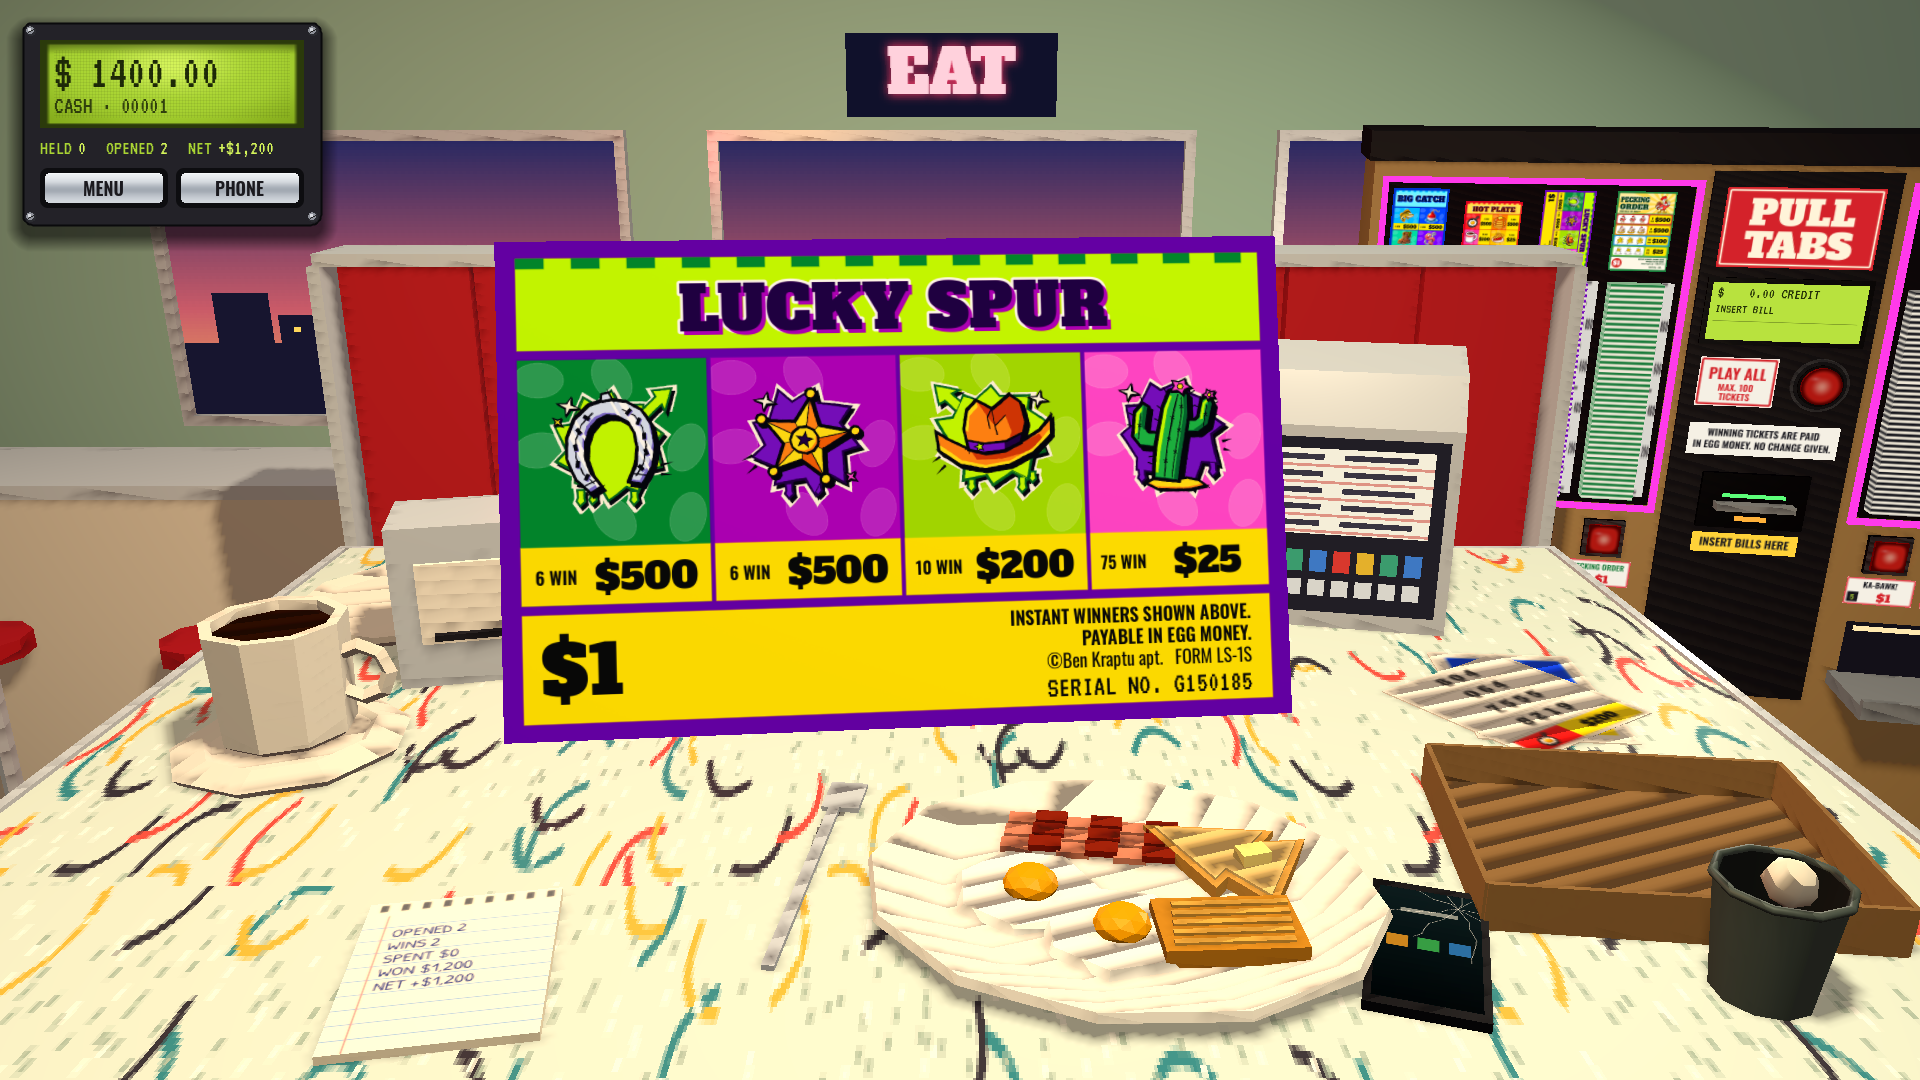 $ 1400.00
CASH · 00001
HELD 0 OPENED 2 NET +$1,200
MENU PHONE
EAT
LUCKY SPUR
6 WIN $500
6 WIN $500
10 WIN $200
75 WIN $25
$1
INSTANT WINNERS SHOWN ABOVE.
PAYABLE IN EGG MONEY.
©Ben Kraptu apt. FORM LS-1S
SERIAL NO. G150185
BIG CATCH
HOT PLATE
LUCKY SPUR
PECKING ORDER
PULL TABS
$ 0.00 CREDIT
INSERT BILL
PLAY ALL
MAX. 100
TICKETS
WINNING TICKETS ARE PAID
IN EGG MONEY. NO CHANGE GIVEN.
INSERT BILLS HERE
ORDER
$1
KA-BAWK!
$1
OPENED 2
WINS 2
SPENT $0
WON $1,200
NET +$1,200